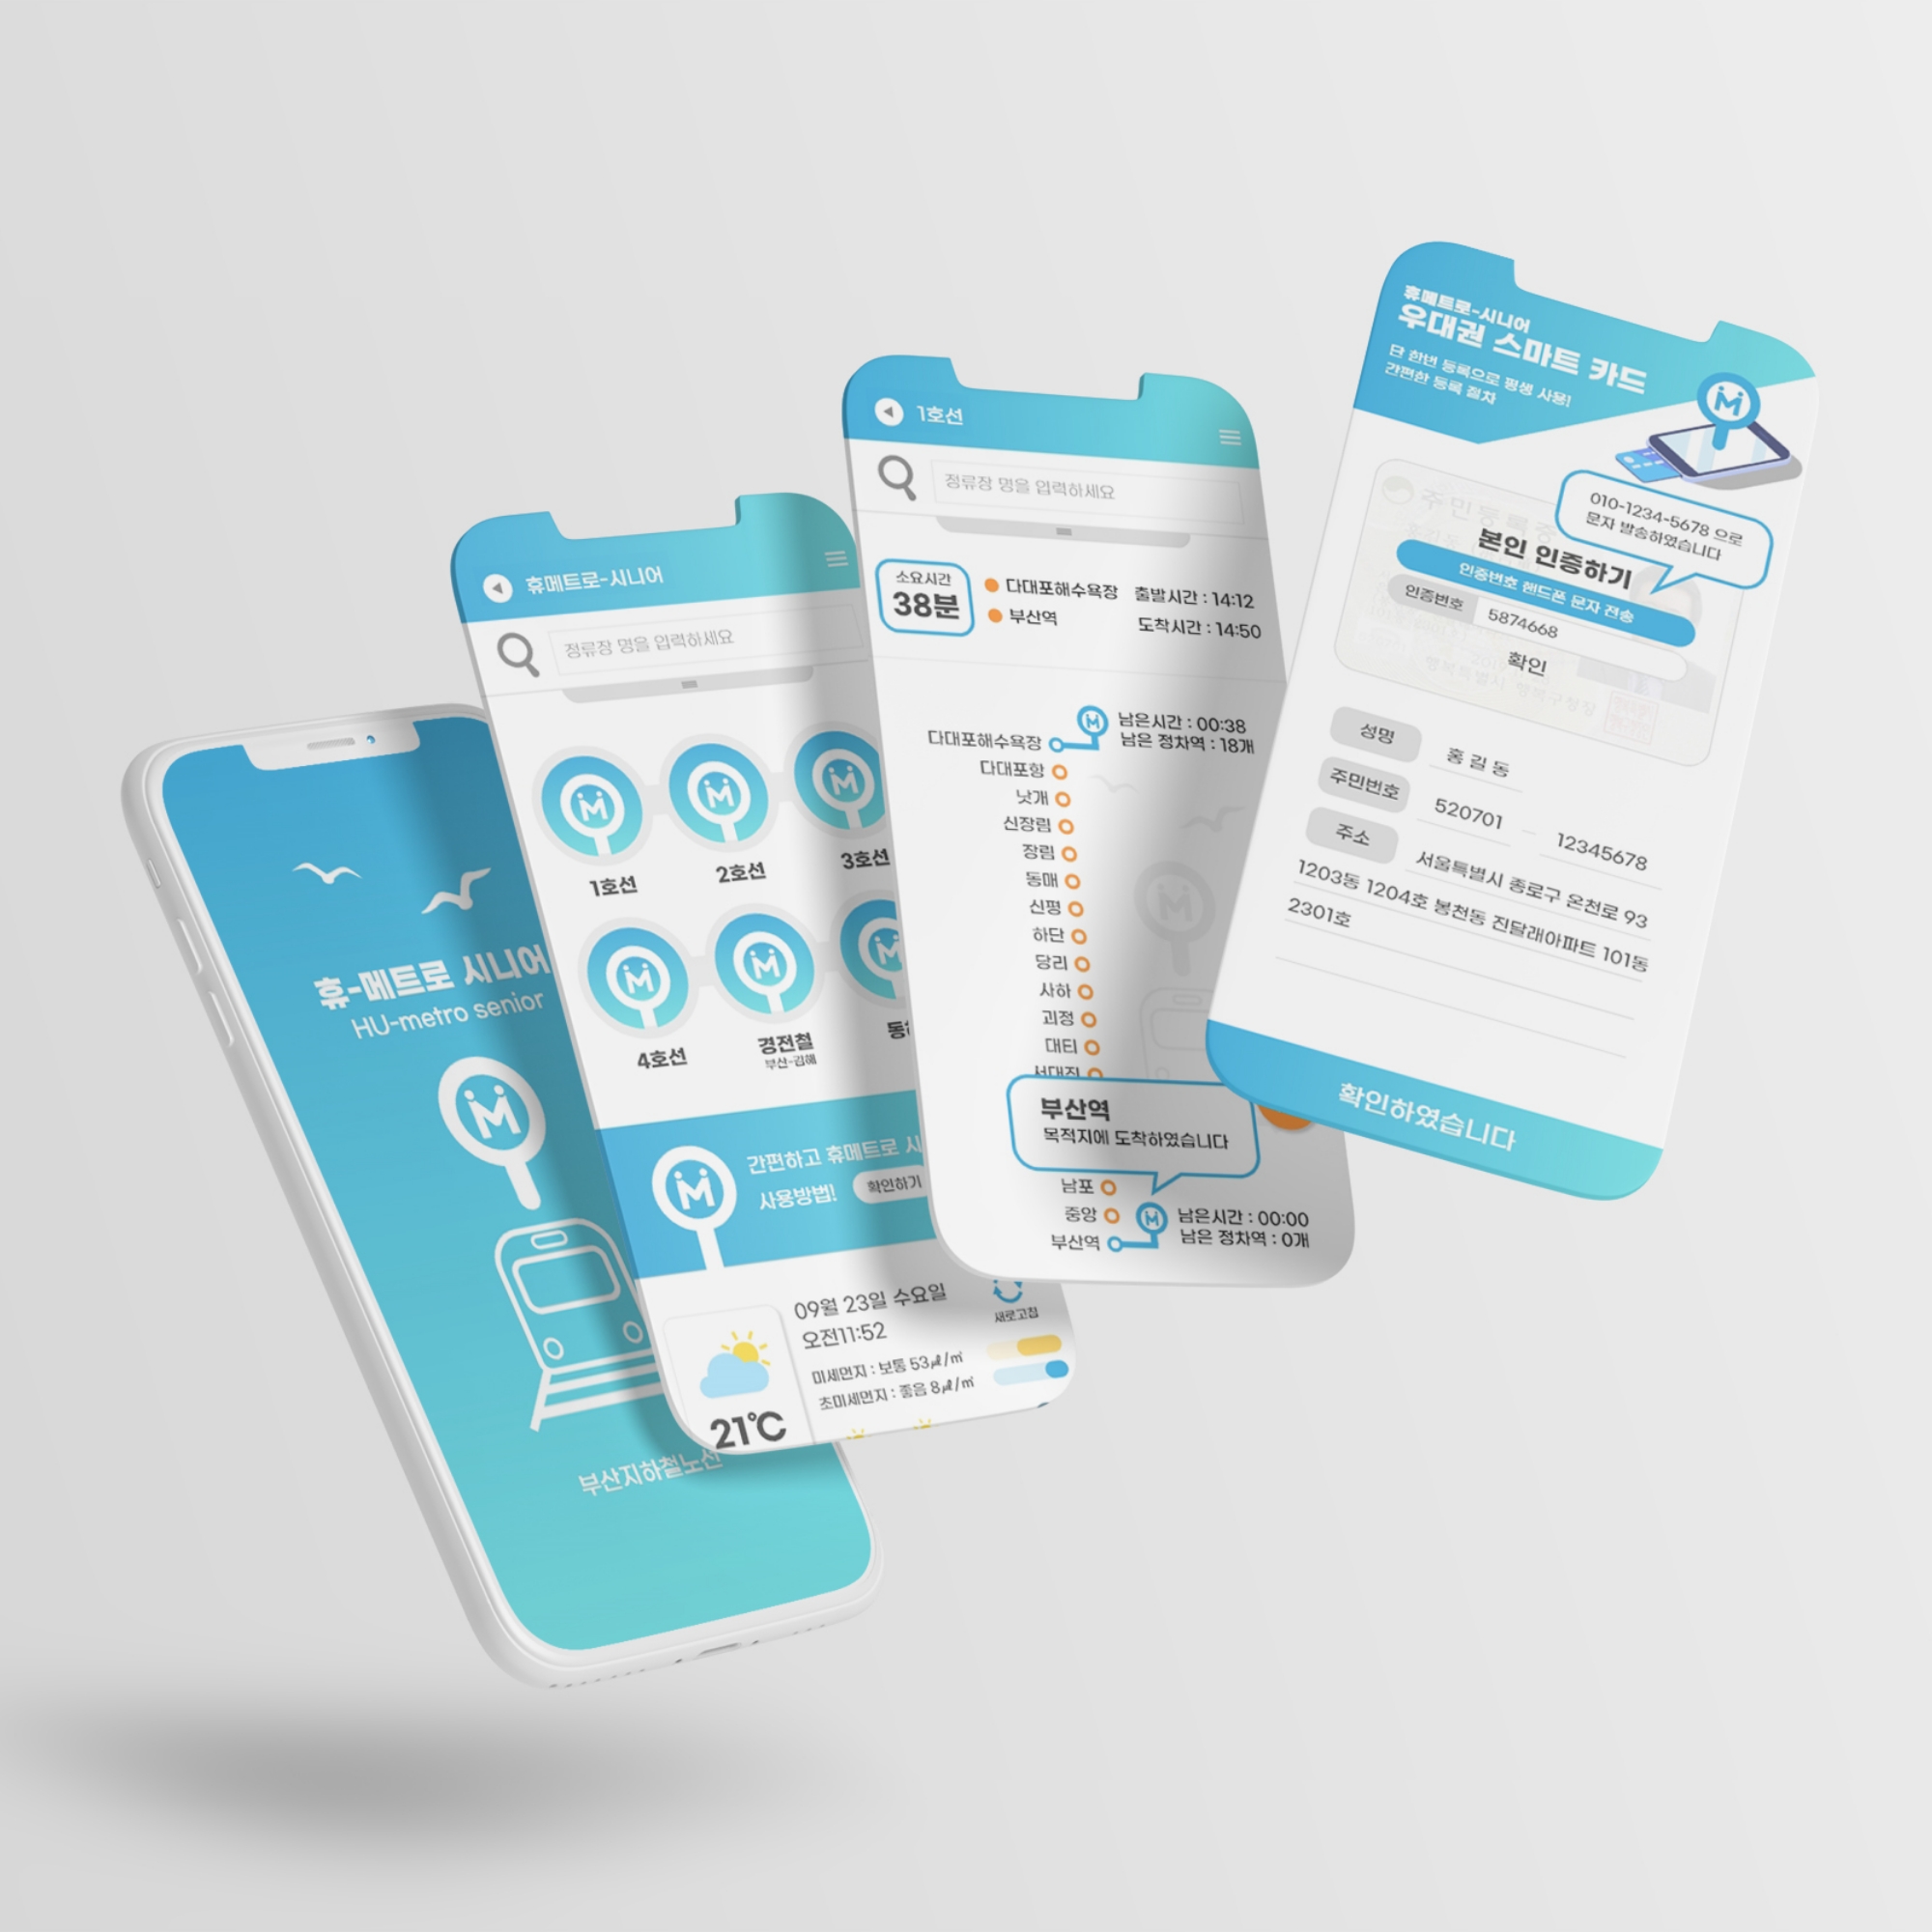 휴-메트로 시니어
HU-metro senior
부산지하철노선
휴메트로-시니어
정류장 명을 입력하세요
1호선
2호선
3호선
4호선
경전철
부산-김해
간편하고 휴메트로
사용방법!
확인하기
09월 23일 수요일
오전11:52
새로고침
미세먼지 : 보통 53㎕/㎥
초미세먼지 : 좋음 8㎕/㎥
21℃
1호선
정류장 명을 입력하세요
소요시간
38분
다대포해수욕장 출발시간 : 14:12
부산역 도착시간 : 14:50
남은시간 : 00:38
남은 정차역 : 18개
다대포해수욕장
다대포항
낫개
신장림
장림
동매
신평
하단
당리
사하
괴정
대티
부산역
목적지에 도착하였습니다
남포
중앙
부산역
남은시간 : 00:00
남은 정차역 : 0개
휴메트로-시니어
우대권 스마트 카드
단 한번 등록으로 평생 사용!
간편한 등록 절차
010-1234-5678 으로
문자 발송하였습니다
주민등록증
본인 인증하기
인증번호 핸드폰 문자 전송
인증번호 5874668
확인
성명 홍 길 동
주민번호 520701 - 12345678
주소 서울특별시 종로구 온천로 93
1203동 1204호 봉천동 진달래아파트 101동
2301호
확인하였습니다